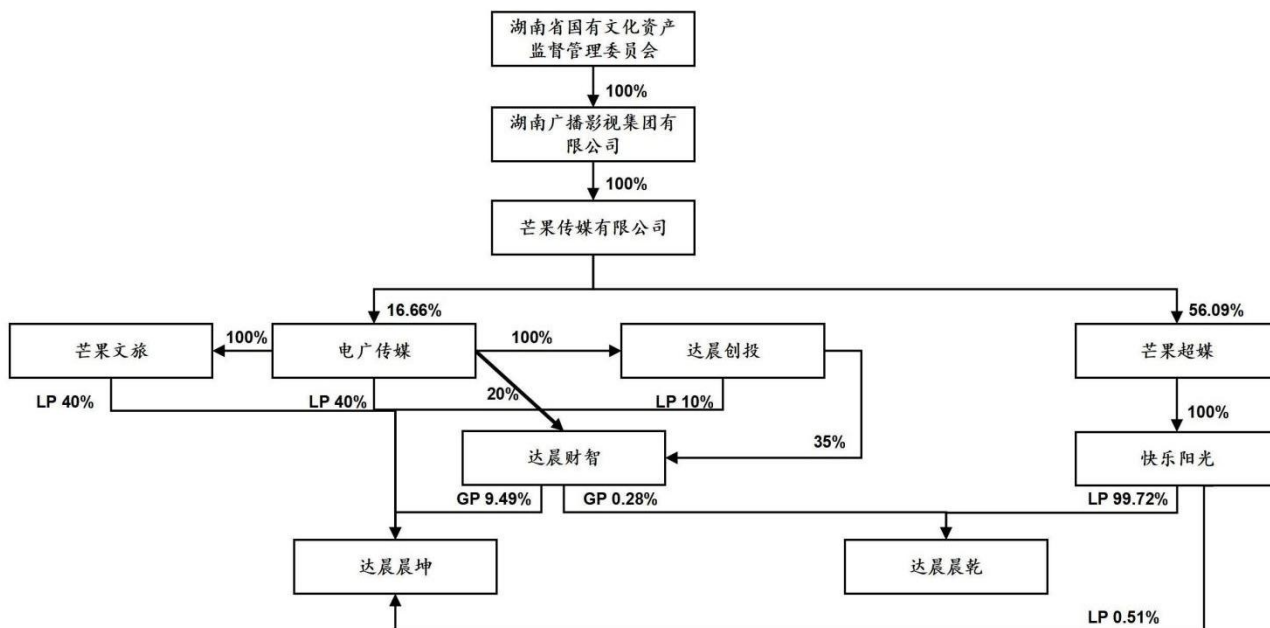 湖南省国有文化资产
监督管理委员会
100%
湖南广播影视集团有
限公司
100%
芒果传媒有限公司
16.66%
56.09%
芒果文旅
100%
电广传媒
100%
达晨创投
芒果超媒
LP 40%
LP 40%
20%
LP 10%
100%
35%
达晨财智
快乐阳光
GP 9.49%
GP 0.28%
LP 99.72%
达晨晨坤
达晨晨乾
LP 0.51%